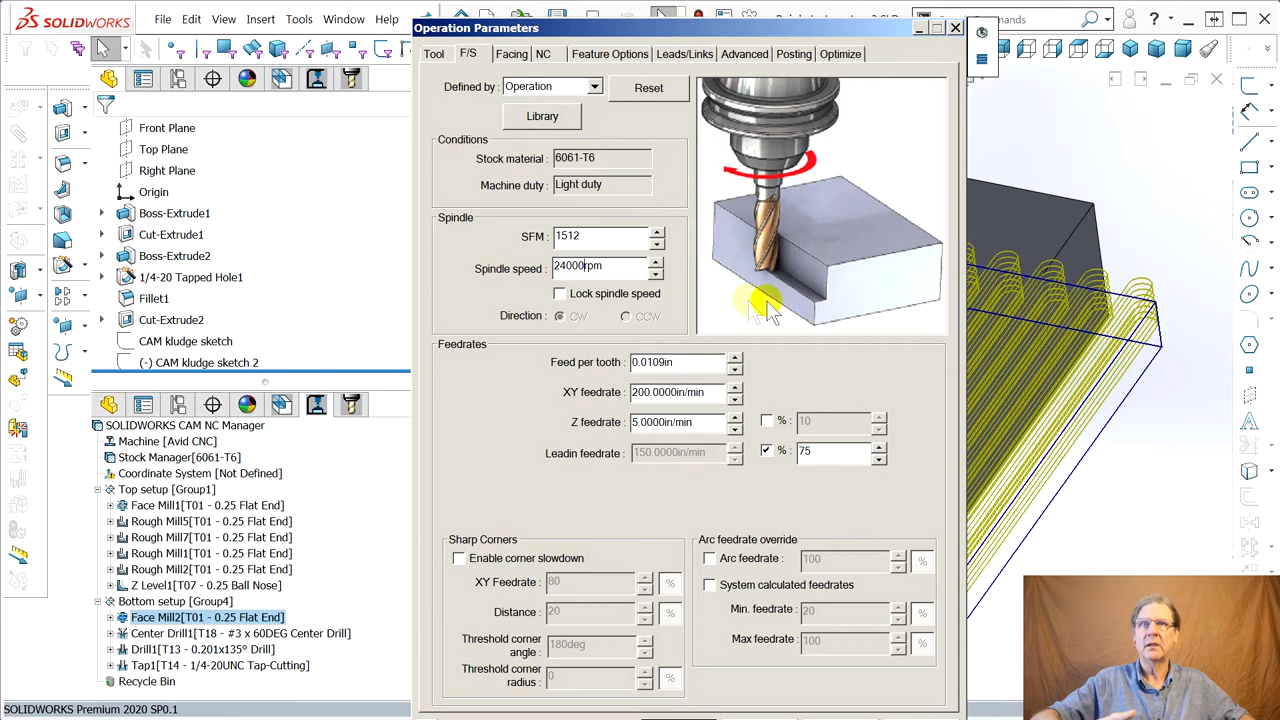 SOLIDWORKS
File Edit View Insert Tools Window Help
Operation Parameters
Tool F/S Facing NC Feature Options Leads/Links Advanced Posting Optimize
Defined by: Operation Reset
Library
Conditions
Stock material : 6061-T6
Machine duty: Light duty
Spindle
SFM : 1512
Spindle speed : 24000rpm
Lock spindle speed
Direction : CW CCW
Feedrates
Feed per tooth : 0.0109in
XY feedrate : 200.0000in/min
Z feedrate : 5.0000in/min % : 10
Leadin feedrate : 150.0000in/min % : 75
Sharp Corners
Enable corner slowdown
XY Feedrate : 80 %
Distance : 20 %
Threshold corner
angle : 180deg
Threshold corner
radius : 0 %
Arc feedrate override
Arc feedrate : 100 %
System calculated feedrates
Min. feedrate : 20 %
Max feedrate : 100 %
Front Plane
Top Plane
Right Plane
Origin
Boss-Extrude1
Cut-Extrude1
Boss-Extrude2
1/4-20 Tapped Hole1
Fillet1
Cut-Extrude2
CAM kludge sketch
(-) CAM kludge sketch 2
SOLIDWORKS CAM NC Manager
Machine [Avid CNC]
Stock Manager[6061-T6]
Coordinate System [Not Defined]
Top setup [Group1]
Face Mill1[T01 - 0.25 Flat End]
Rough Mill5[T01 - 0.25 Flat End]
Rough Mill7[T01 - 0.25 Flat End]
Rough Mill1[T01 - 0.25 Flat End]
Rough Mill2[T01 - 0.25 Flat End]
Z Level1[T07 - 0.25 Ball Nose]
Bottom setup [Group4]
Face Mill2[T01 - 0.25 Flat End]
Center Drill1[T18 - #3 x 60DEG Center Drill]
Drill1[T13 - 0.201x135° Drill]
Tap1[T14 - 1/4-20UNC Tap-Cutting]
Recycle Bin
SOLIDWORKS Premium 2020 SP0.1